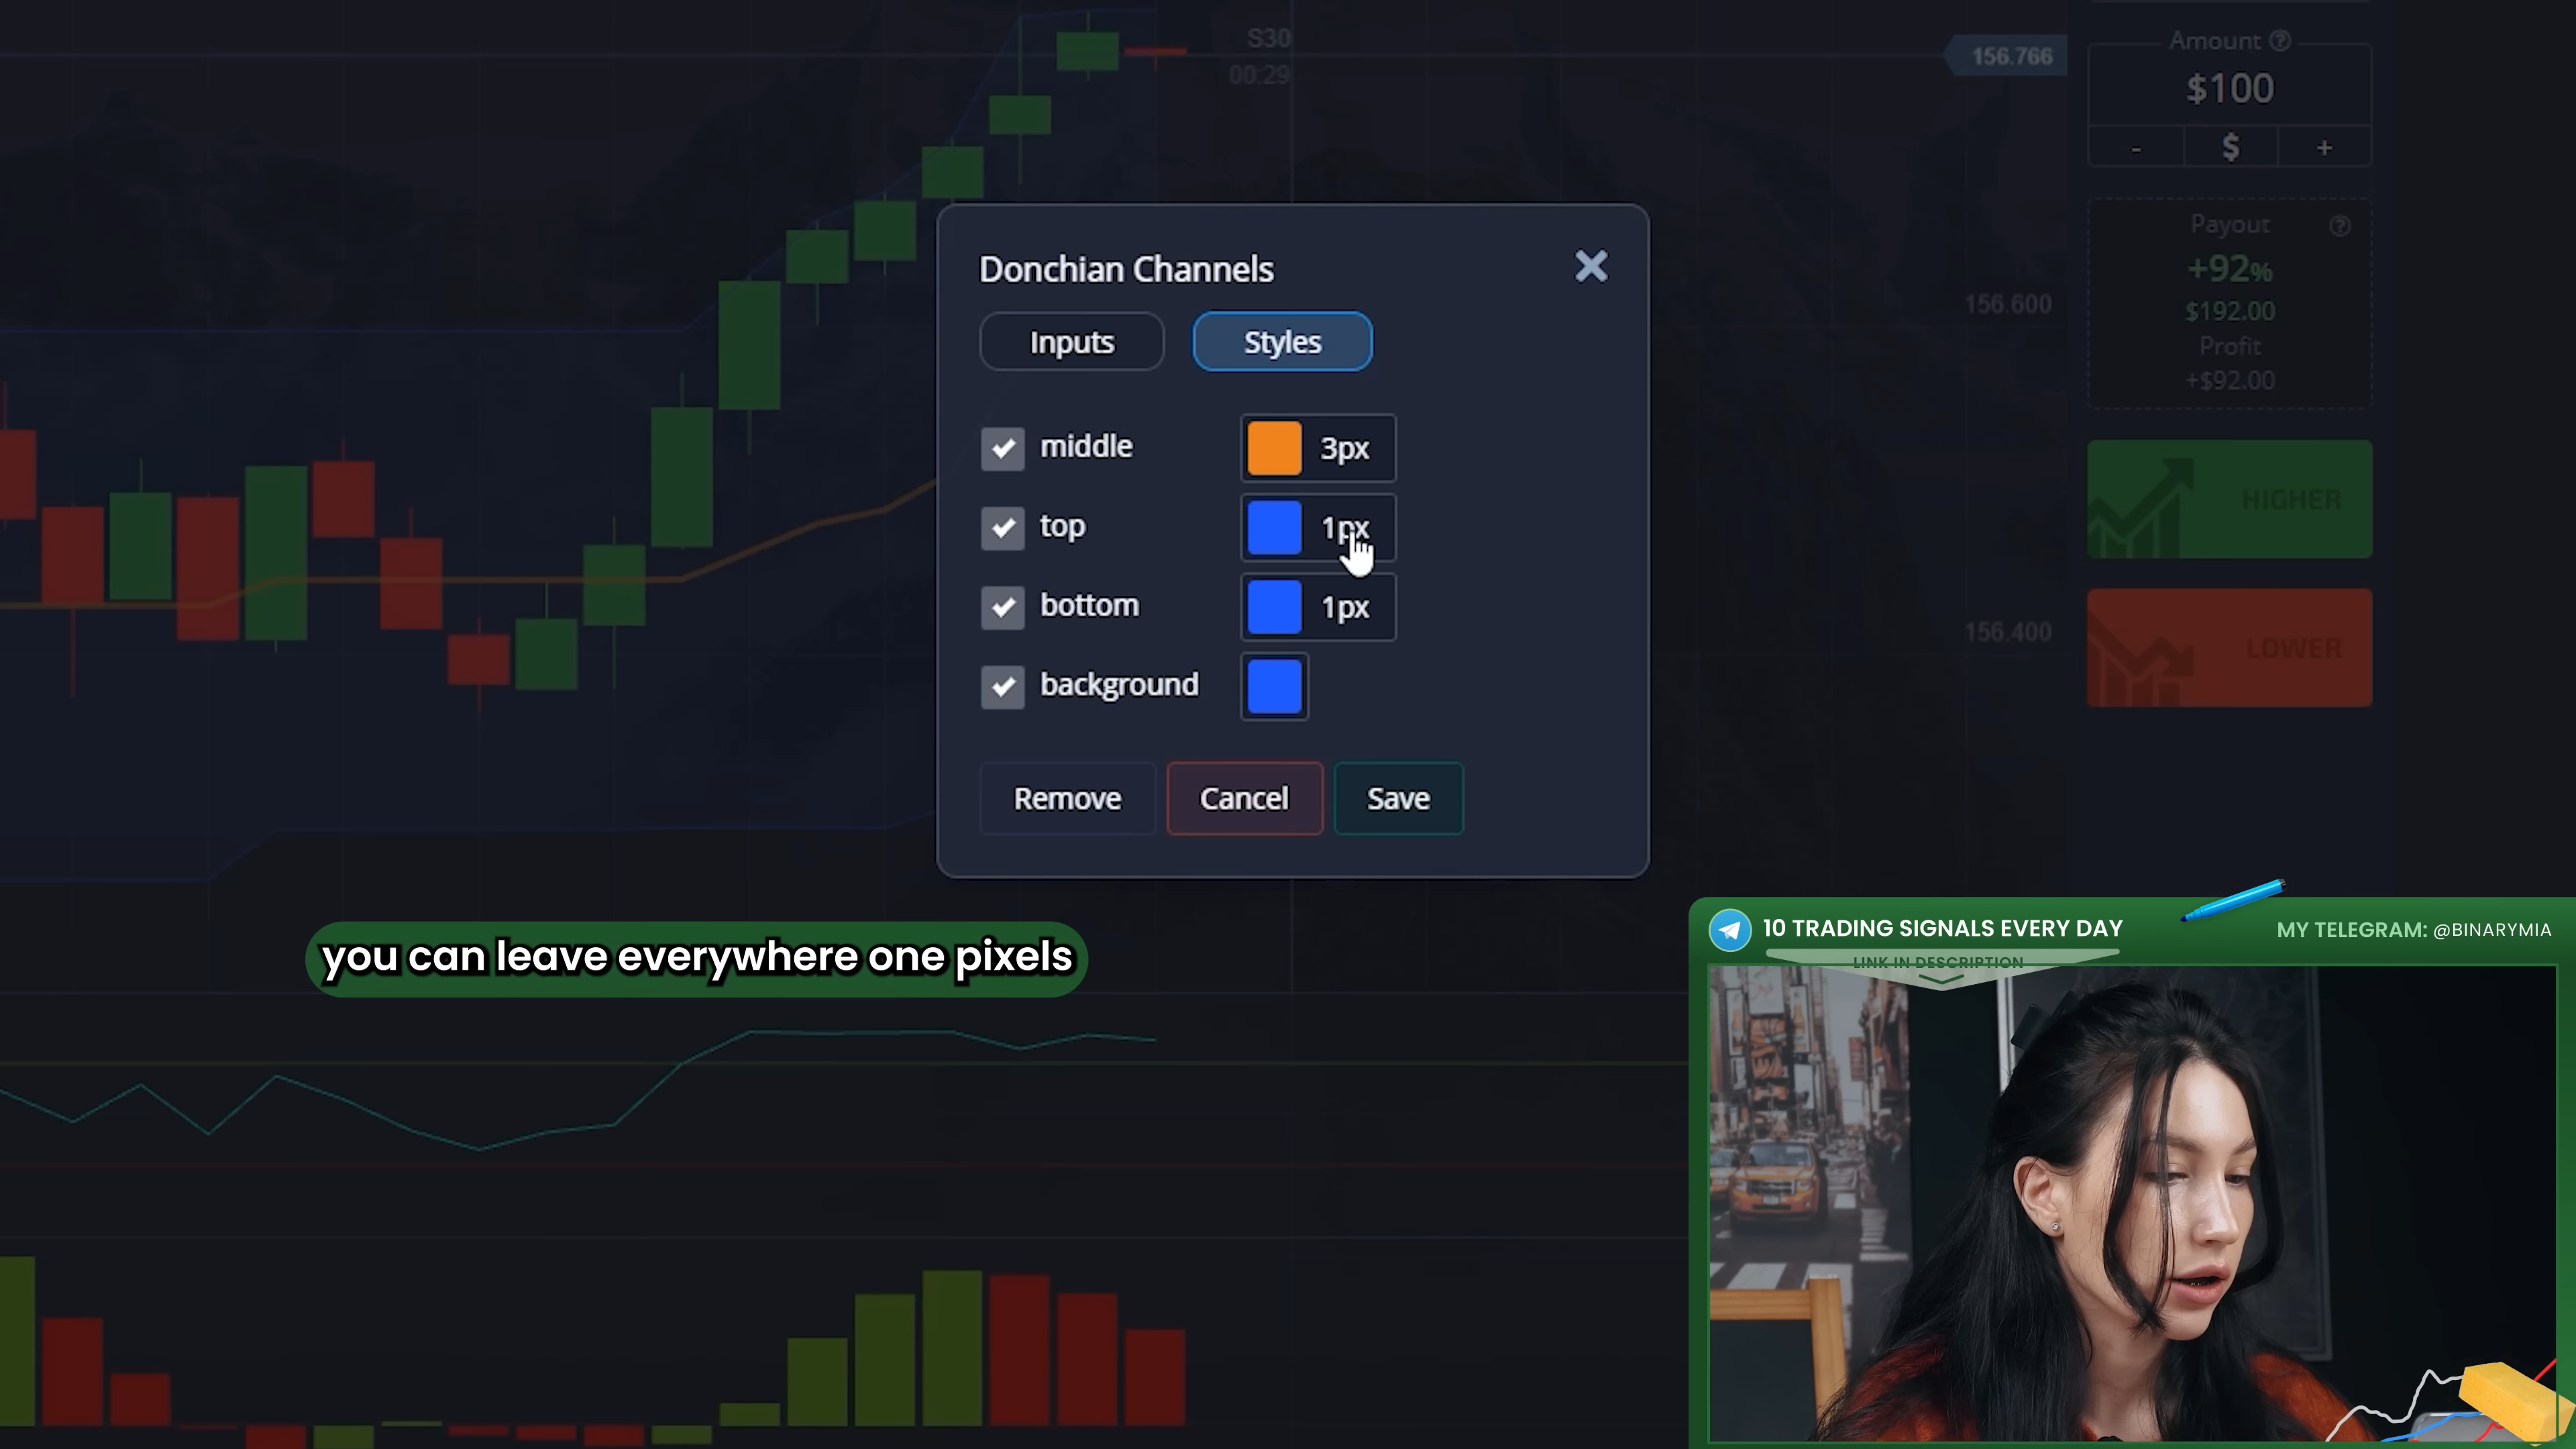 S30
00:29
156.766
Amount
$100
- $ +
Payout
+92%
$192.00
Profit
+$92.00
156.600
HIGHER
156.400
LOWER
Donchian Channels
Inputs
Styles
middle 3px
top 1px
bottom 1px
background
Remove
Cancel
Save
you can leave everywhere one pixels
10 TRADING SIGNALS EVERY DAY
MY TELEGRAM: @BINARYMIA
LINK IN DESCRIPTION